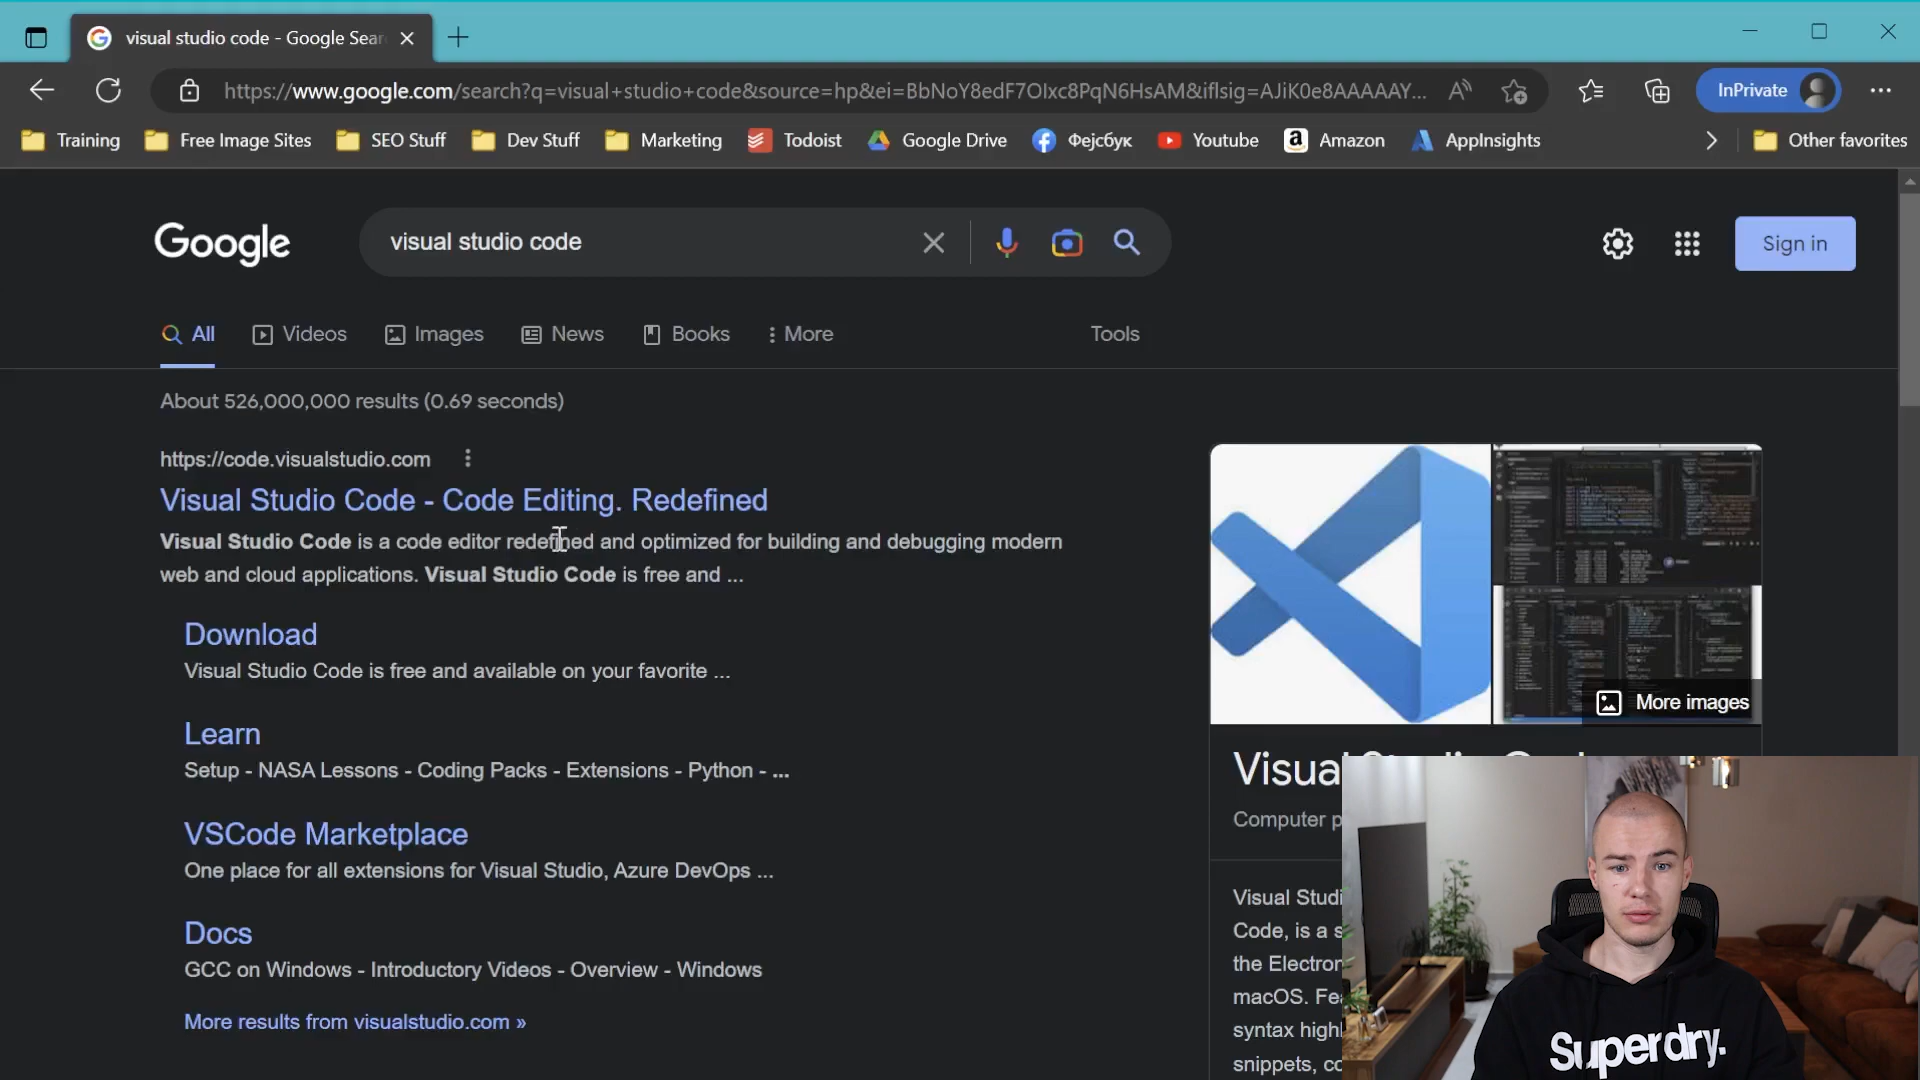 visual studio code - Google Sear
https://www.google.com/search?q=visual+studio+code&source=hp&ei=BbNoY8edF7OIxc8PqN6HsAM&iflsig=AJiK0e8AAAAAY...
InPrivate
Training
Free Image Sites
SEO Stuff
Dev Stuff
Marketing
Todoist
Google Drive
Фејсбук
Youtube
Amazon
AppInsights
Other favorites
Google
visual studio code
Sign in
All
Videos
Images
News
Books
More
Tools
About 526,000,000 results (0.69 seconds)
https://code.visualstudio.com
Visual Studio Code - Code Editing. Redefined
Visual Studio Code is a code editor redefined and optimized for building and debugging modern
web and cloud applications. Visual Studio Code is free and ...
Download
Visual Studio Code is free and available on your favorite ...
Learn
Setup - NASA Lessons - Coding Packs - Extensions - Python - ...
VSCode Marketplace
One place for all extensions for Visual Studio, Azure DevOps ...
Docs
GCC on Windows - Introductory Videos - Overview - Windows
More results from visualstudio.com »
More images
Visua
Computer p
Visual Studi
Code, is a s
the Electron
macOS. Fea
syntax highl
snippets, co
Superdry.